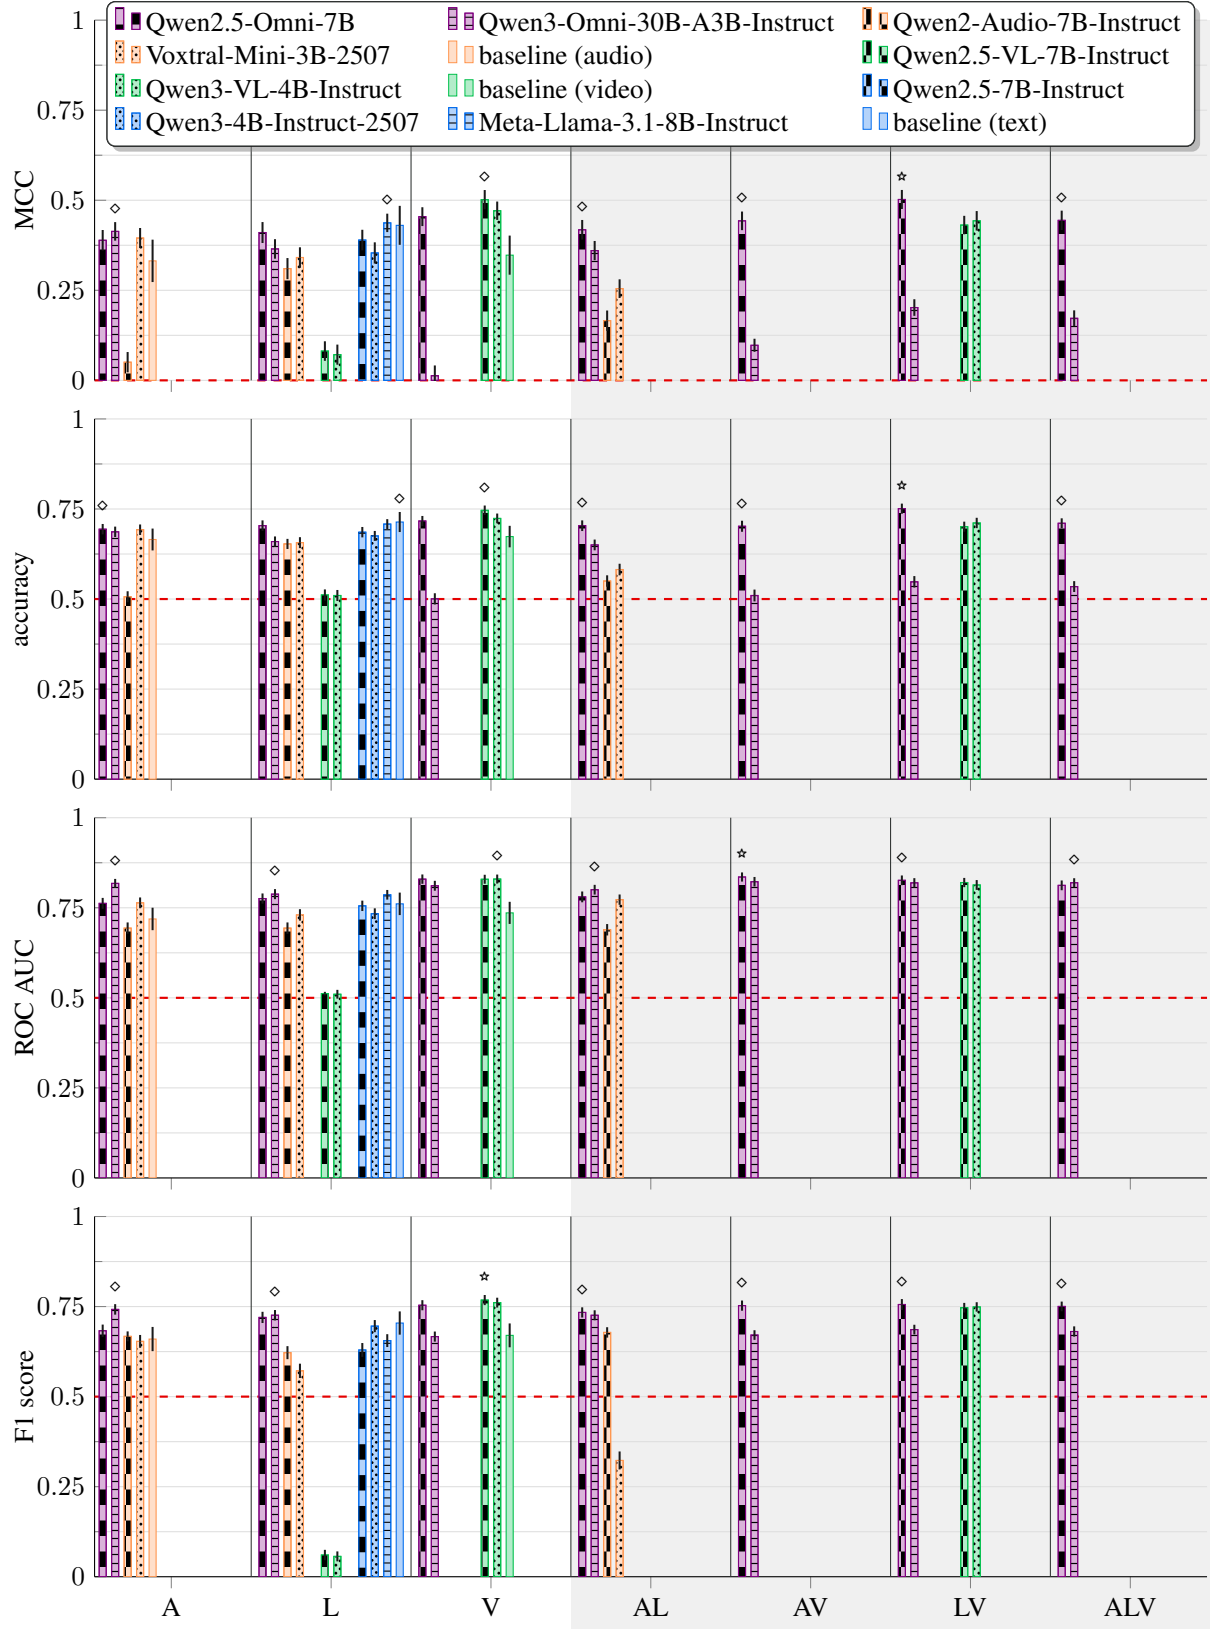 Qwen2.5-Omni-7B Qwen3-Omni-30B-A3B-Instruct Qwen2-Audio-7B-Instruct
Voxtral-Mini-3B-2507 baseline (audio) Qwen2.5-VL-7B-Instruct
Qwen3-VL-4B-Instruct baseline (video) Qwen2.5-7B-Instruct
Qwen3-4B-Instruct-2507 Meta-Llama-3.1-8B-Instruct baseline (text)
MCC
1
0.75
0.5
0.25
0
accuracy
1
0.75
0.5
0.25
0
ROC AUC
1
0.75
0.5
0.25
0
F1 score
1
0.75
0.5
0.25
0
A L V AL AV LV ALV